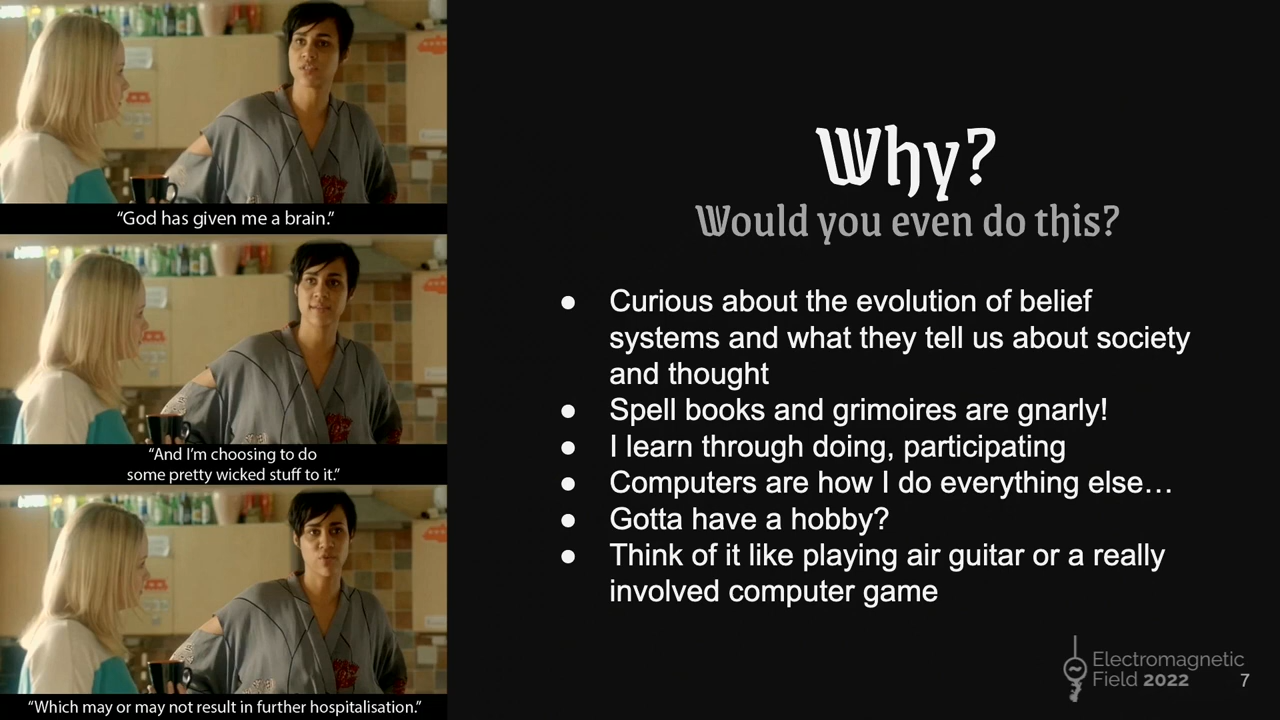 “God has given me a brain.”
“And I’m choosing to do
some pretty wicked stuff to it.”
“Which may or may not result in further hospitalisation.”
Why?
Would you even do this?
● Curious about the evolution of belief
systems and what they tell us about society
and thought
● Spell books and grimoires are gnarly!
● I learn through doing, participating
● Computers are how I do everything else…
● Gotta have a hobby?
● Think of it like playing air guitar or a really
involved computer game
Electromagnetic
Field 2022
7